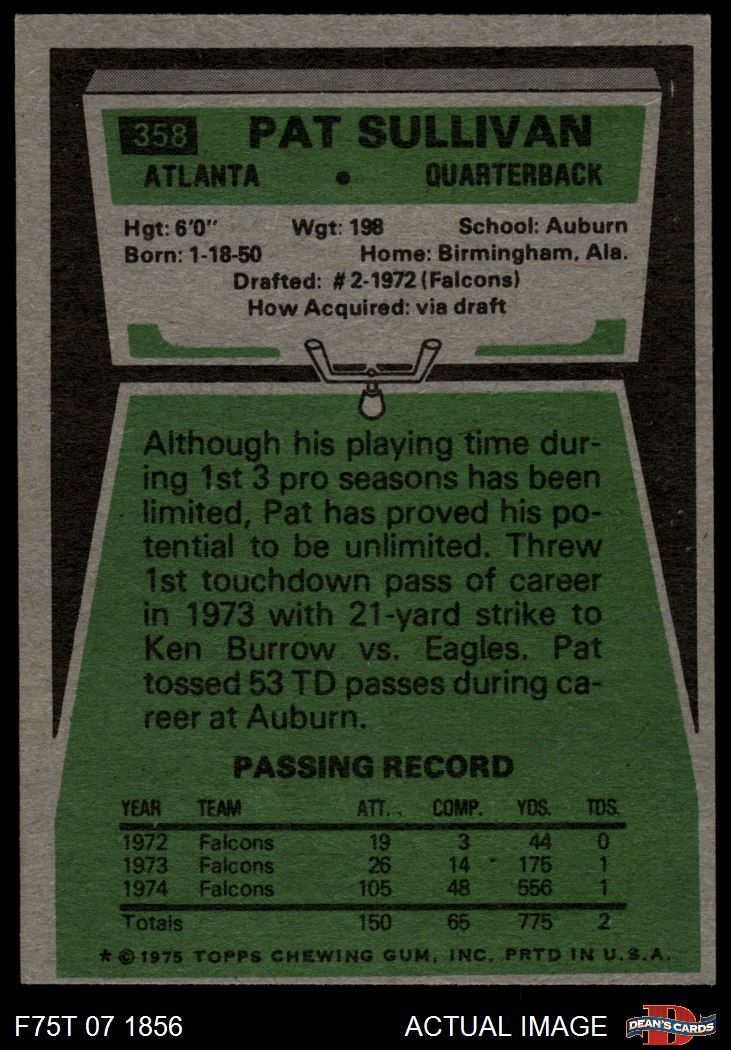 358 PAT SULLIVAN
ATLANTA • QUARTERBACK
Hgt: 6'0" Wgt: 198 School: Auburn
Born: 1-18-50 Home: Birmingham, Ala.
Drafted: #2-1972 (Falcons)
How Acquired: via draft
Although his playing time dur-
ing 1st 3 pro seasons has been
limited, Pat has proved his po-
tential to be unlimited. Threw
1st touchdown pass of career
in 1973 with 21-yard strike to
Ken Burrow vs. Eagles. Pat
tossed 53 TD passes during ca-
reer at Auburn.
PASSING RECORD
YEAR TEAM ATT. COMP. YDS. TDS.
1972 Falcons 19 3 44 0
1973 Falcons 26 14 175 1
1974 Falcons 105 48 556 1
Totals 150 65 775 2
* © 1975 TOPPS CHEWING GUM, INC. PRTD IN U.S.A.
F75T 07 1856 ACTUAL IMAGE DEAN'S CARDS